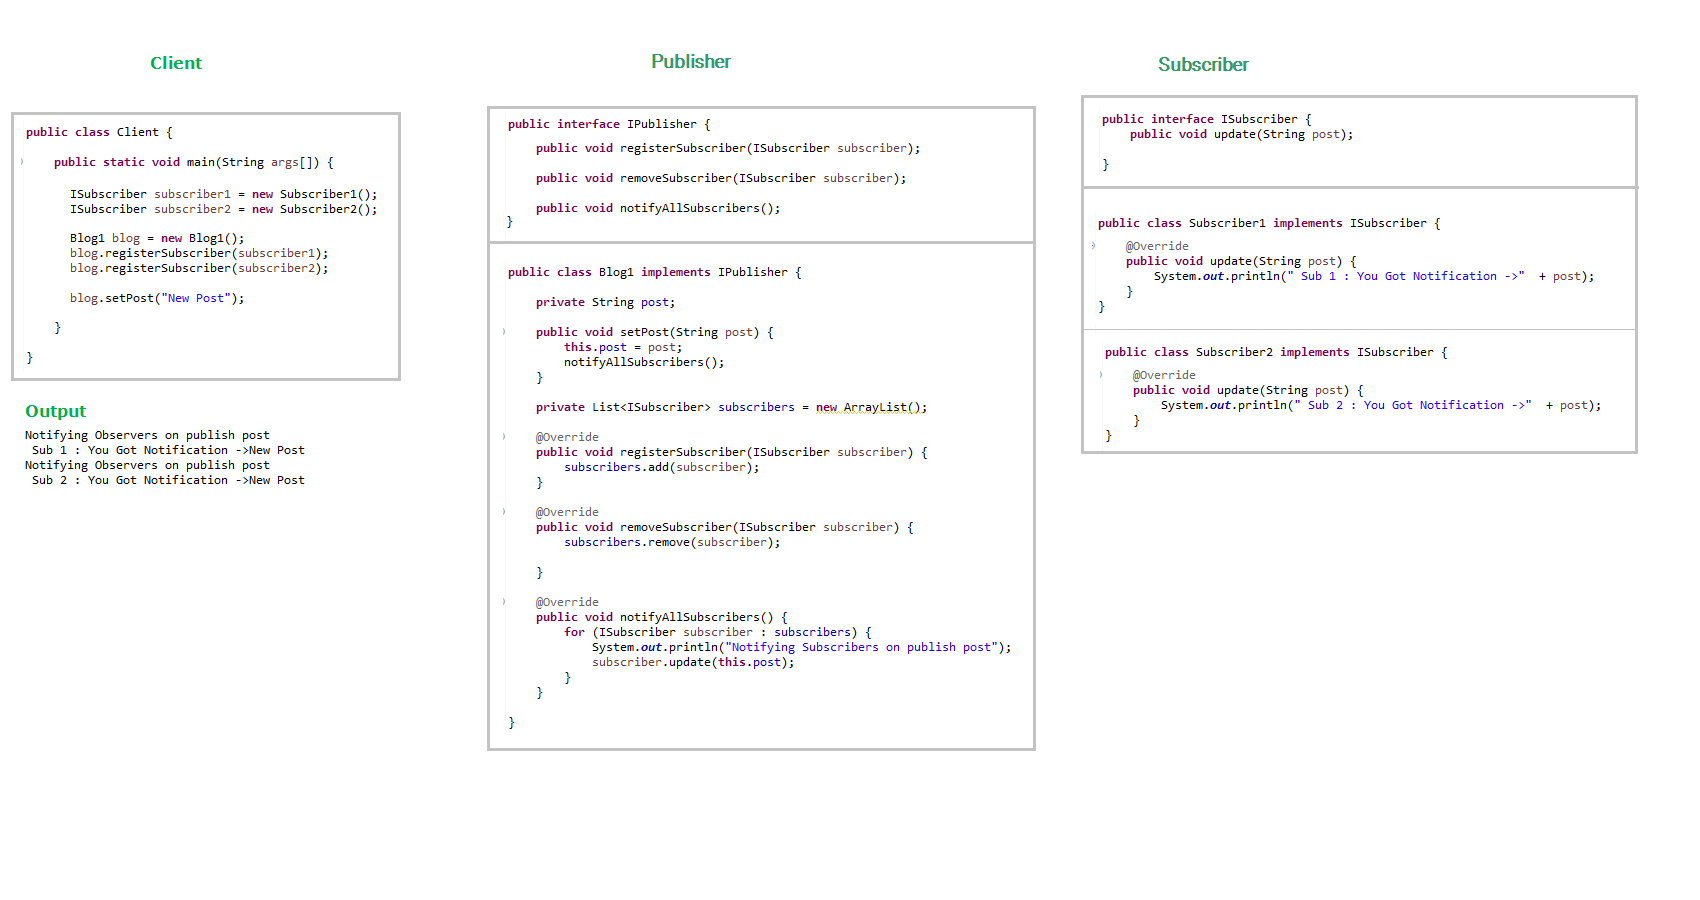 Client
public class Client {
public static void main(String args[]) {
ISubscriber subscriber1 = new Subscriber1();
ISubscriber subscriber2 = new Subscriber2();
Blog1 blog = new Blog1();
blog.registerSubscriber(subscriber1);
blog.registerSubscriber(subscriber2);
blog.setPost("New Post");
}
}
Output
Notifying Observers on publish post
Sub 1 : You Got Notification ->New Post
Notifying Observers on publish post
Sub 2 : You Got Notification ->New Post
Publisher
public interface IPublisher {
public void registerSubscriber(ISubscriber subscriber);
public void removeSubscriber(ISubscriber subscriber);
public void notifyAllSubscribers();
}
public class Blog1 implements IPublisher {
private String post;
public void setPost(String post) {
this.post = post;
notifyAllSubscribers();
}
private List<ISubscriber> subscribers = new ArrayList();
@Override
public void registerSubscriber(ISubscriber subscriber) {
subscribers.add(subscriber);
}
@Override
public void removeSubscriber(ISubscriber subscriber) {
subscribers.remove(subscriber);
}
@Override
public void notifyAllSubscribers() {
for (ISubscriber subscriber : subscribers) {
System.out.println("Notifying Subscribers on publish post");
subscriber.update(this.post);
}
}
}
Subscriber
public interface ISubscriber {
public void update(String post);
}
public class Subscriber1 implements ISubscriber {
@Override
public void update(String post) {
System.out.println(" Sub 1 : You Got Notification ->" + post);
}
}
public class Subscriber2 implements ISubscriber {
@Override
public void update(String post) {
System.out.println(" Sub 2 : You Got Notification ->" + post);
}
}